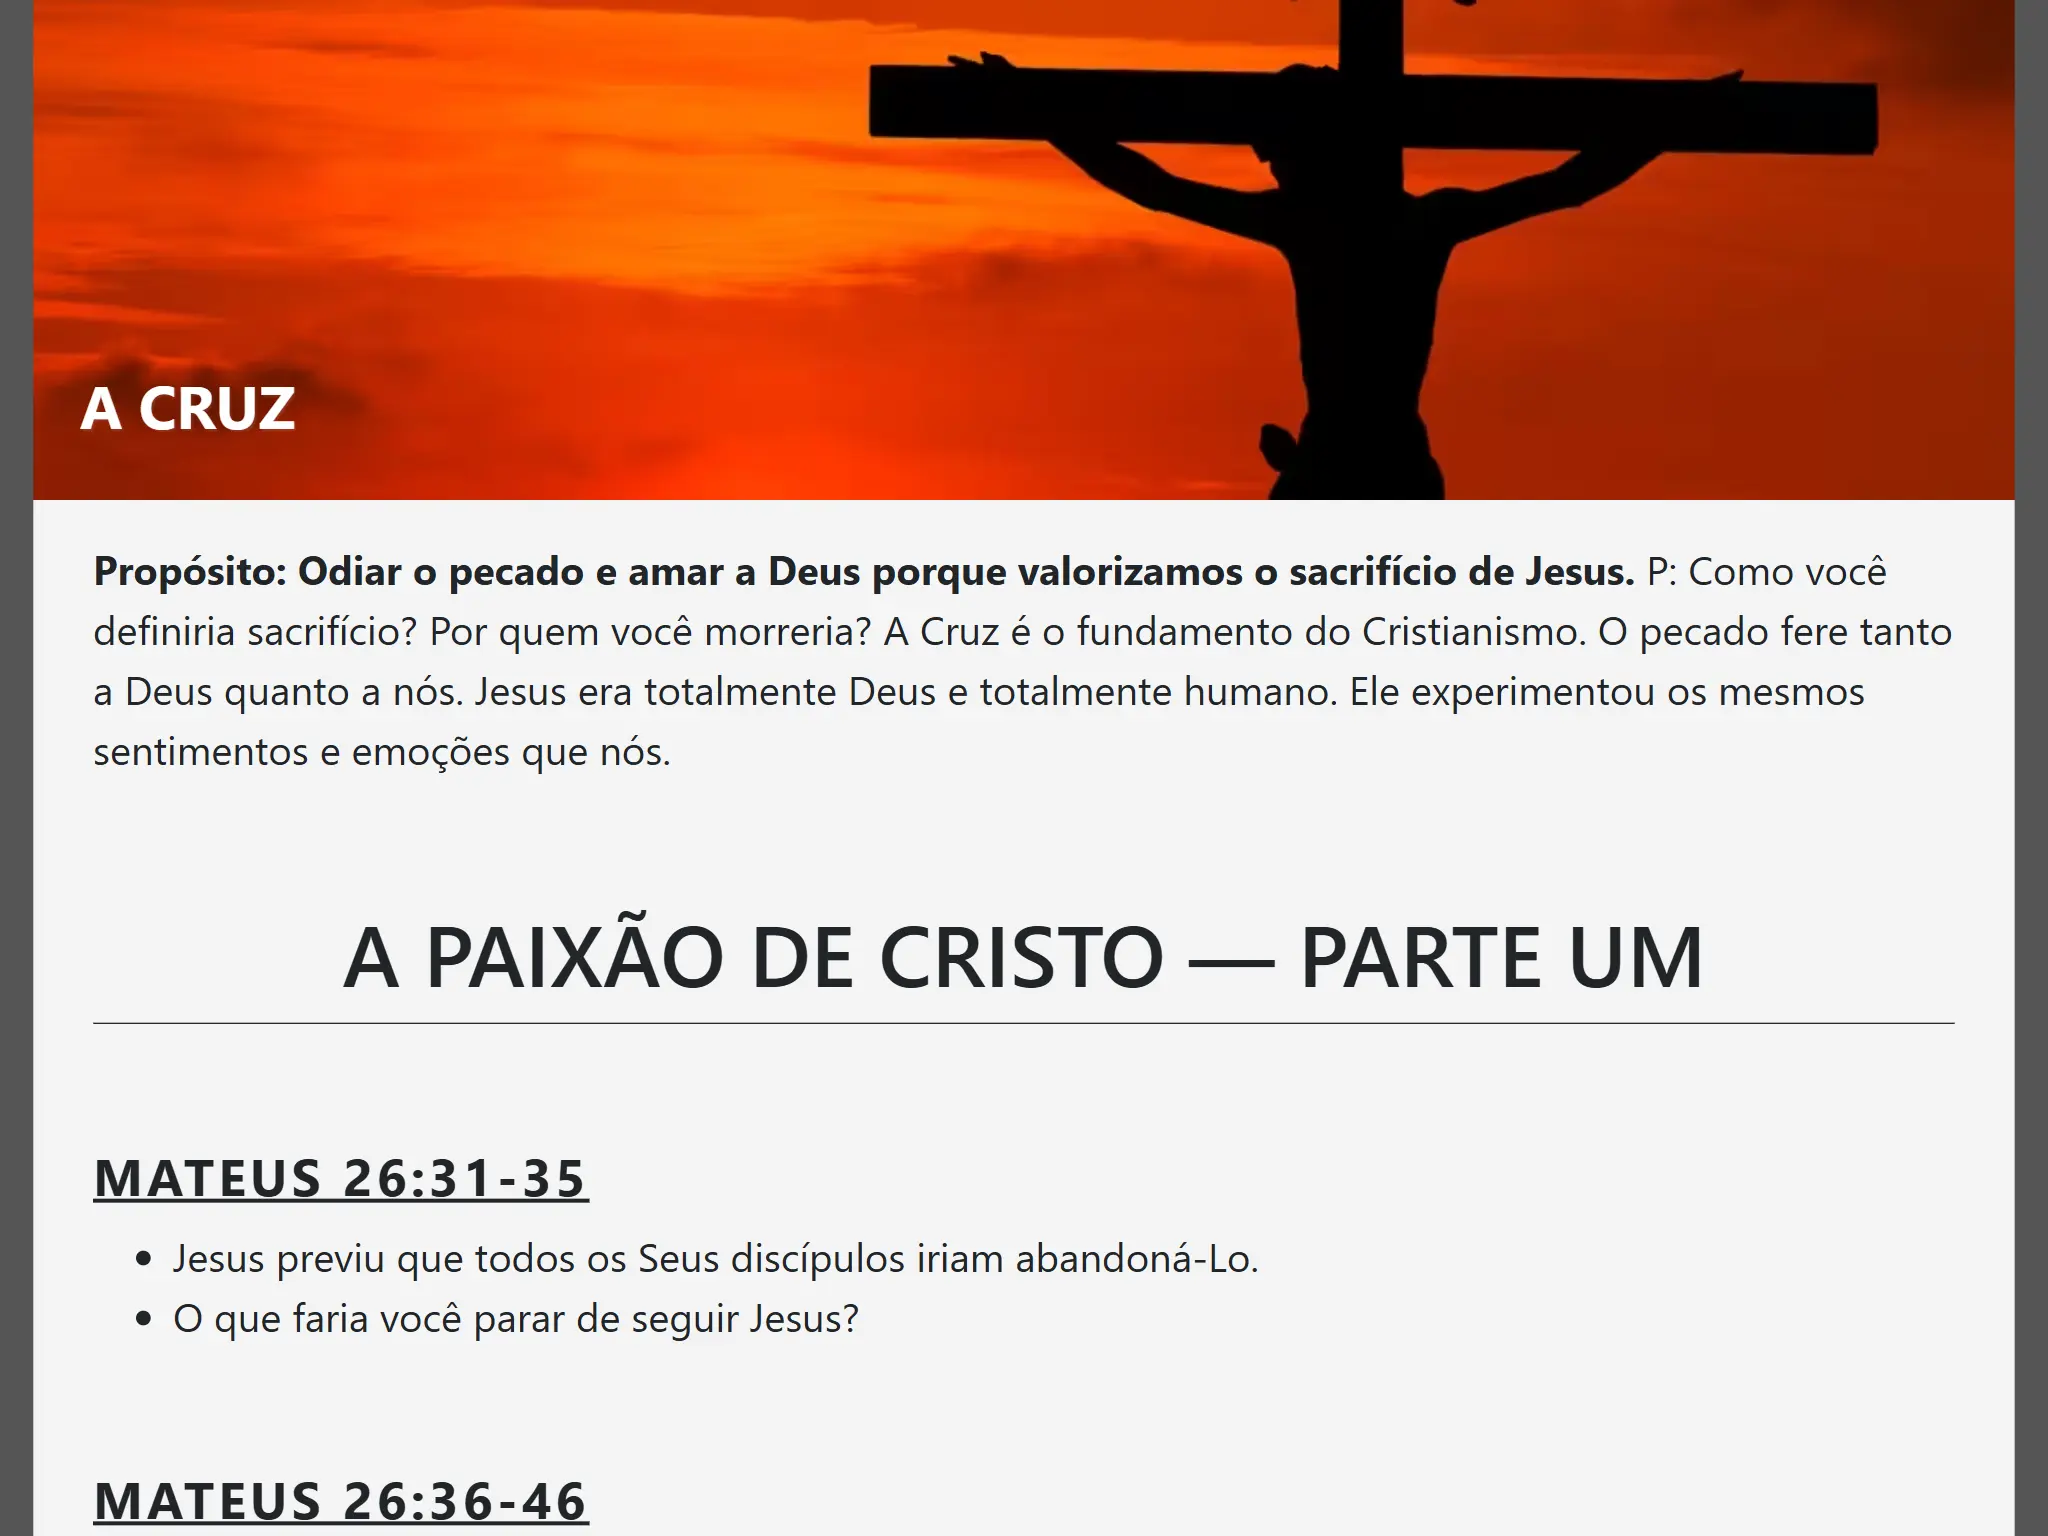 A CRUZ
Propósito: Odiar o pecado e amar a Deus porque valorizamos o sacrifício de Jesus. P: Como você
definiria sacrifício? Por quem você morreria? A Cruz é o fundamento do Cristianismo. O pecado fere tanto
a Deus quanto a nós. Jesus era totalmente Deus e totalmente humano. Ele experimentou os mesmos
sentimentos e emoções que nós.
A PAIXÃO DE CRISTO — PARTE UM
MATEUS 26:31-35
• Jesus previu que todos os Seus discípulos iriam abandoná-Lo.
• O que faria você parar de seguir Jesus?
MATEUS 26:36-46